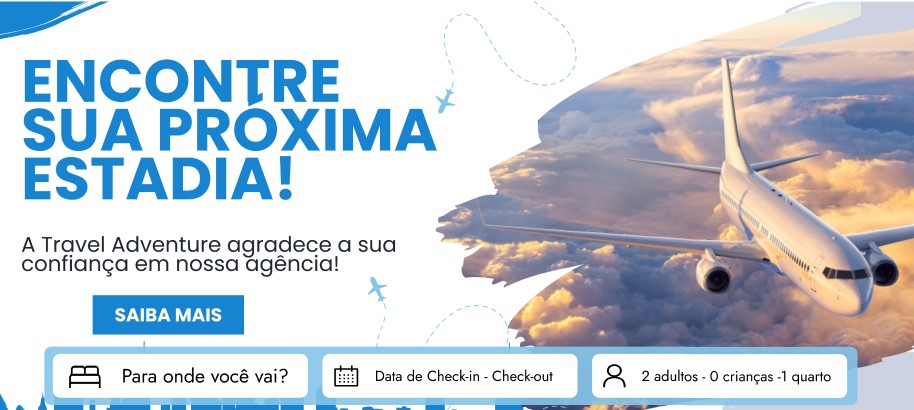 ENCONTRE
SUA PRÓXIMA
ESTADIA!
A Travel Adventure agradece a sua
confiança em nossa agência!
SAIBA MAIS
Para onde você vai?
Data de Check-in - Check-out
2 adultos - 0 crianças -1 quarto